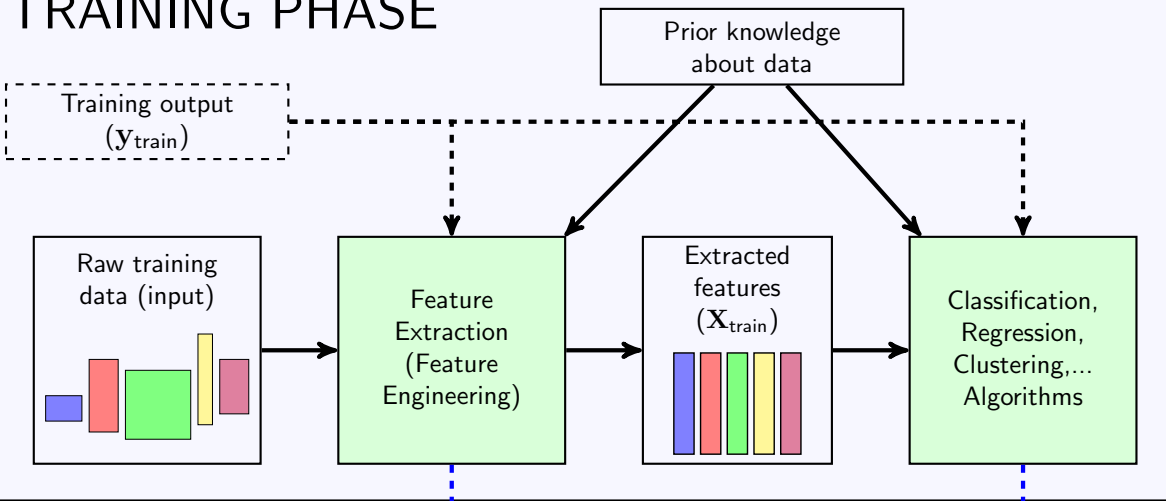 TRAINING PHASE
Prior knowledge
about data
Training output
(y_train)
Raw training
data (input)
Feature
Extraction
(Feature
Engineering)
Extracted
features
(X_train)
Classification,
Regression,
Clustering,...
Algorithms